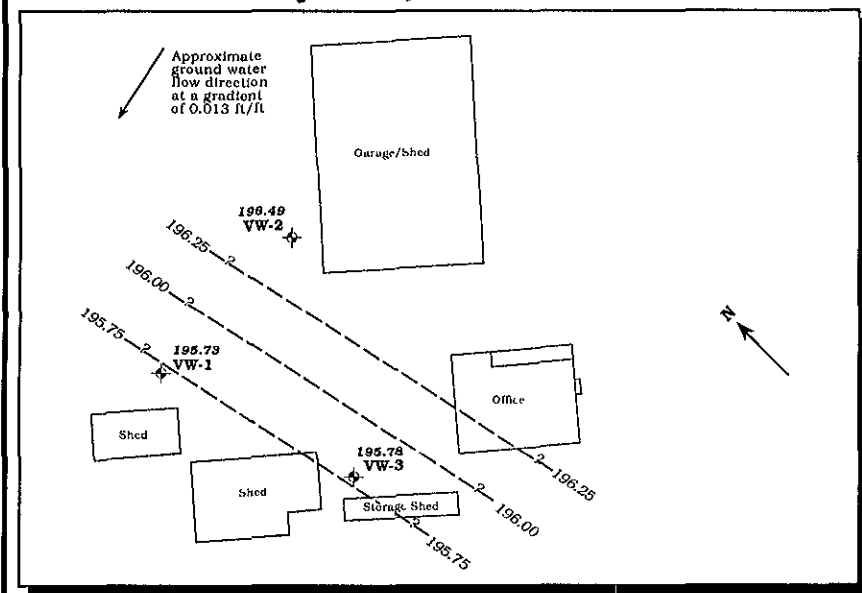 Approximate
ground water
flow direction
at a gradient
of 0.013 ft/ft
Garage/Shed
196.49
VW-2
196.25
?
196.00
?
195.75
?
195.73
VW-1
N
Office
Shed
Shed
195.78
VW-3
Storage Shed
?
196.25
?
196.00
?
195.75